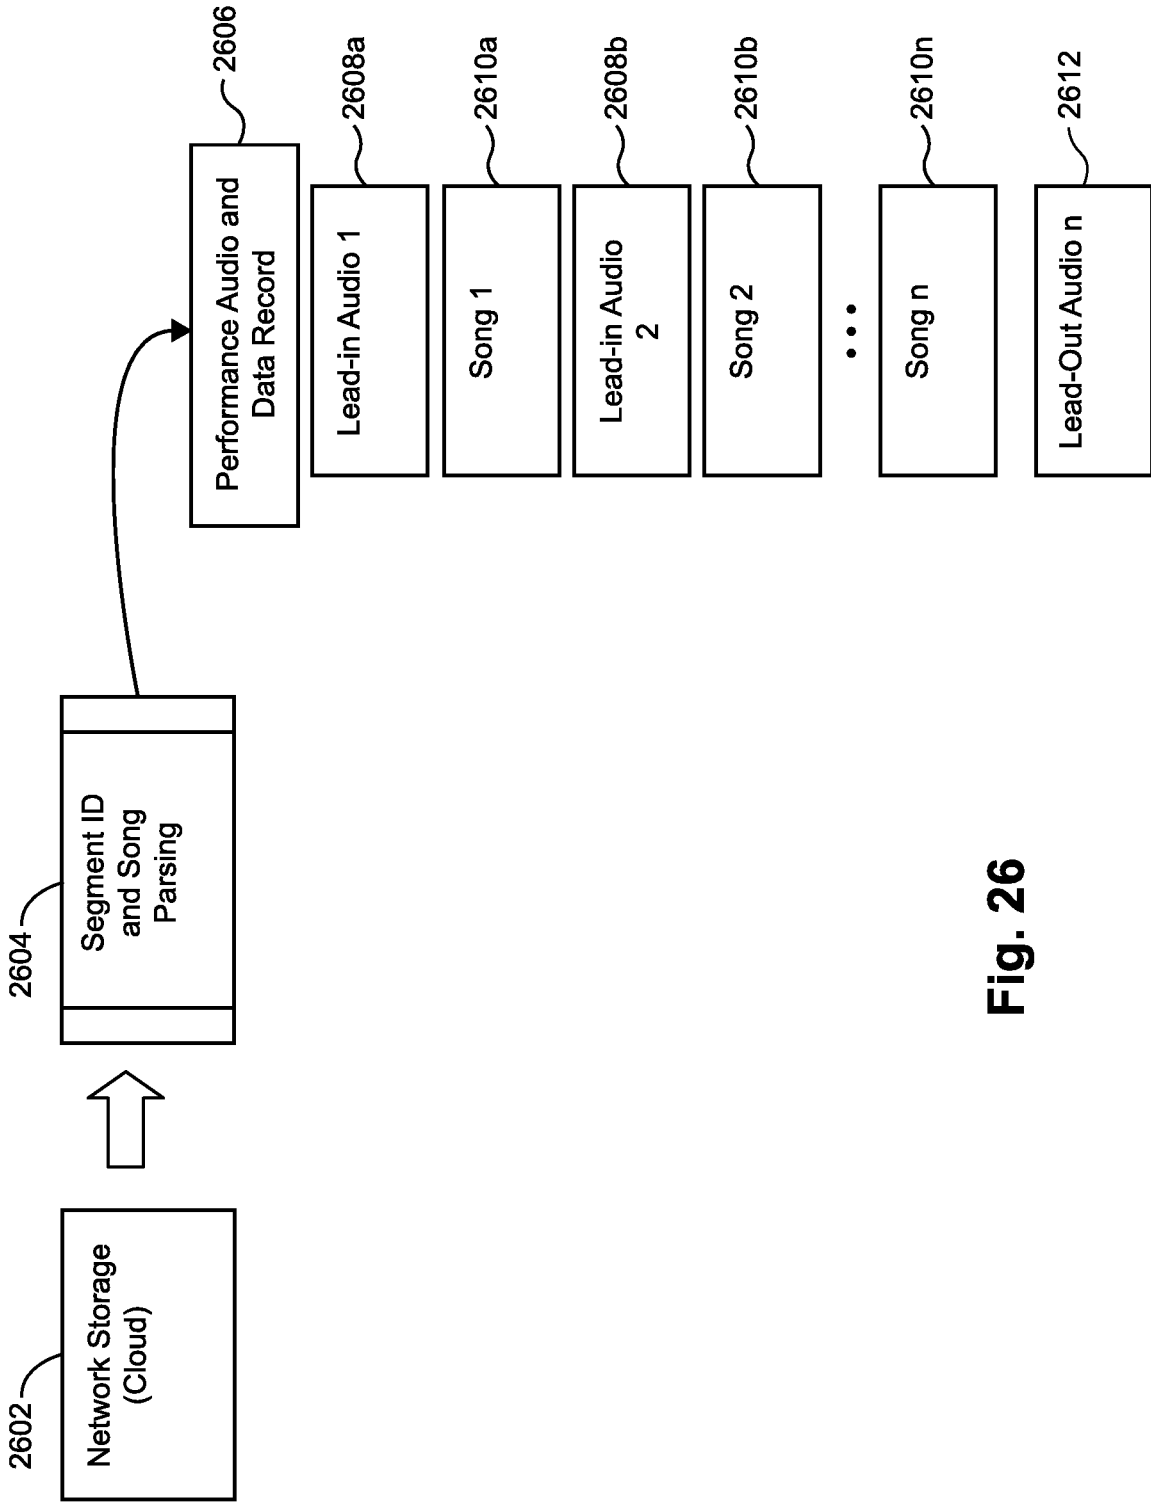 2602
Network Storage
(Cloud)
2604
Segment ID
and Song
Parsing
2606
Performance Audio and
Data Record
2608a
Lead-in Audio 1
2610a
Song 1
2608b
Lead-in Audio
2
2610b
Song 2
2610n
Song n
2612
Lead-Out Audio n
Fig. 26